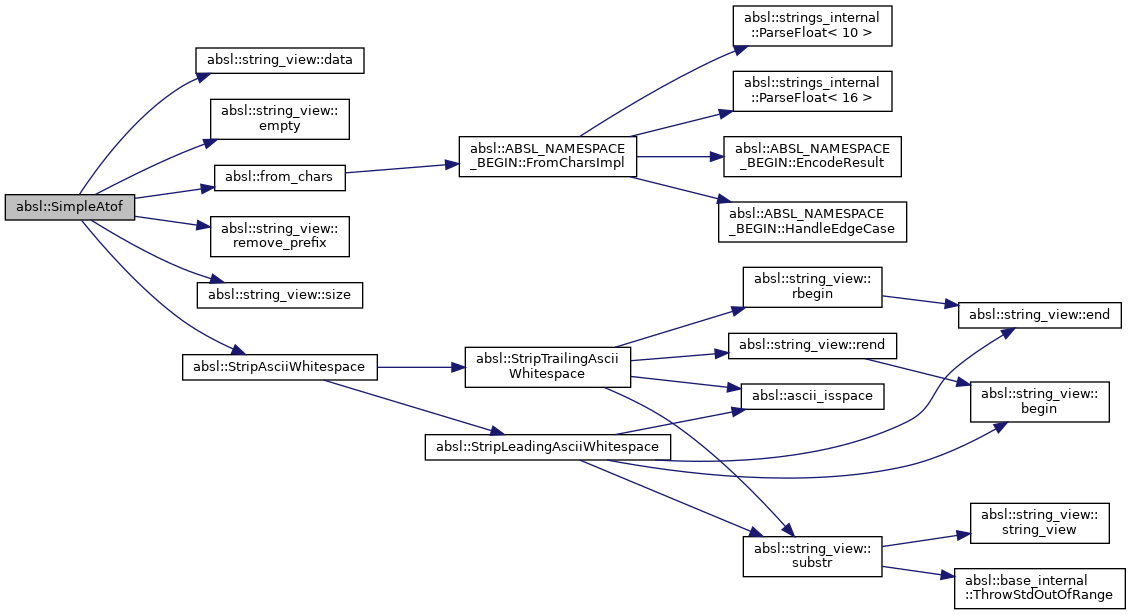 absl::SimpleAtof
absl::string_view::data
absl::string_view::
empty
absl::from_chars
absl::string_view::
remove_prefix
absl::string_view::size
absl::StripAsciiWhitespace
absl::ABSL_NAMESPACE
_BEGIN::FromCharsImpl
absl::StripTrailingAscii
Whitespace
absl::StripLeadingAsciiWhitespace
absl::strings_internal
::ParseFloat< 10 >
absl::strings_internal
::ParseFloat< 16 >
absl::ABSL_NAMESPACE
_BEGIN::EncodeResult
absl::ABSL_NAMESPACE
_BEGIN::HandleEdgeCase
absl::string_view::
rbegin
absl::string_view::rend
absl::ascii_isspace
absl::string_view::
substr
absl::string_view::end
absl::string_view::
begin
absl::string_view::
string_view
absl::base_internal
::ThrowStdOutOfRange